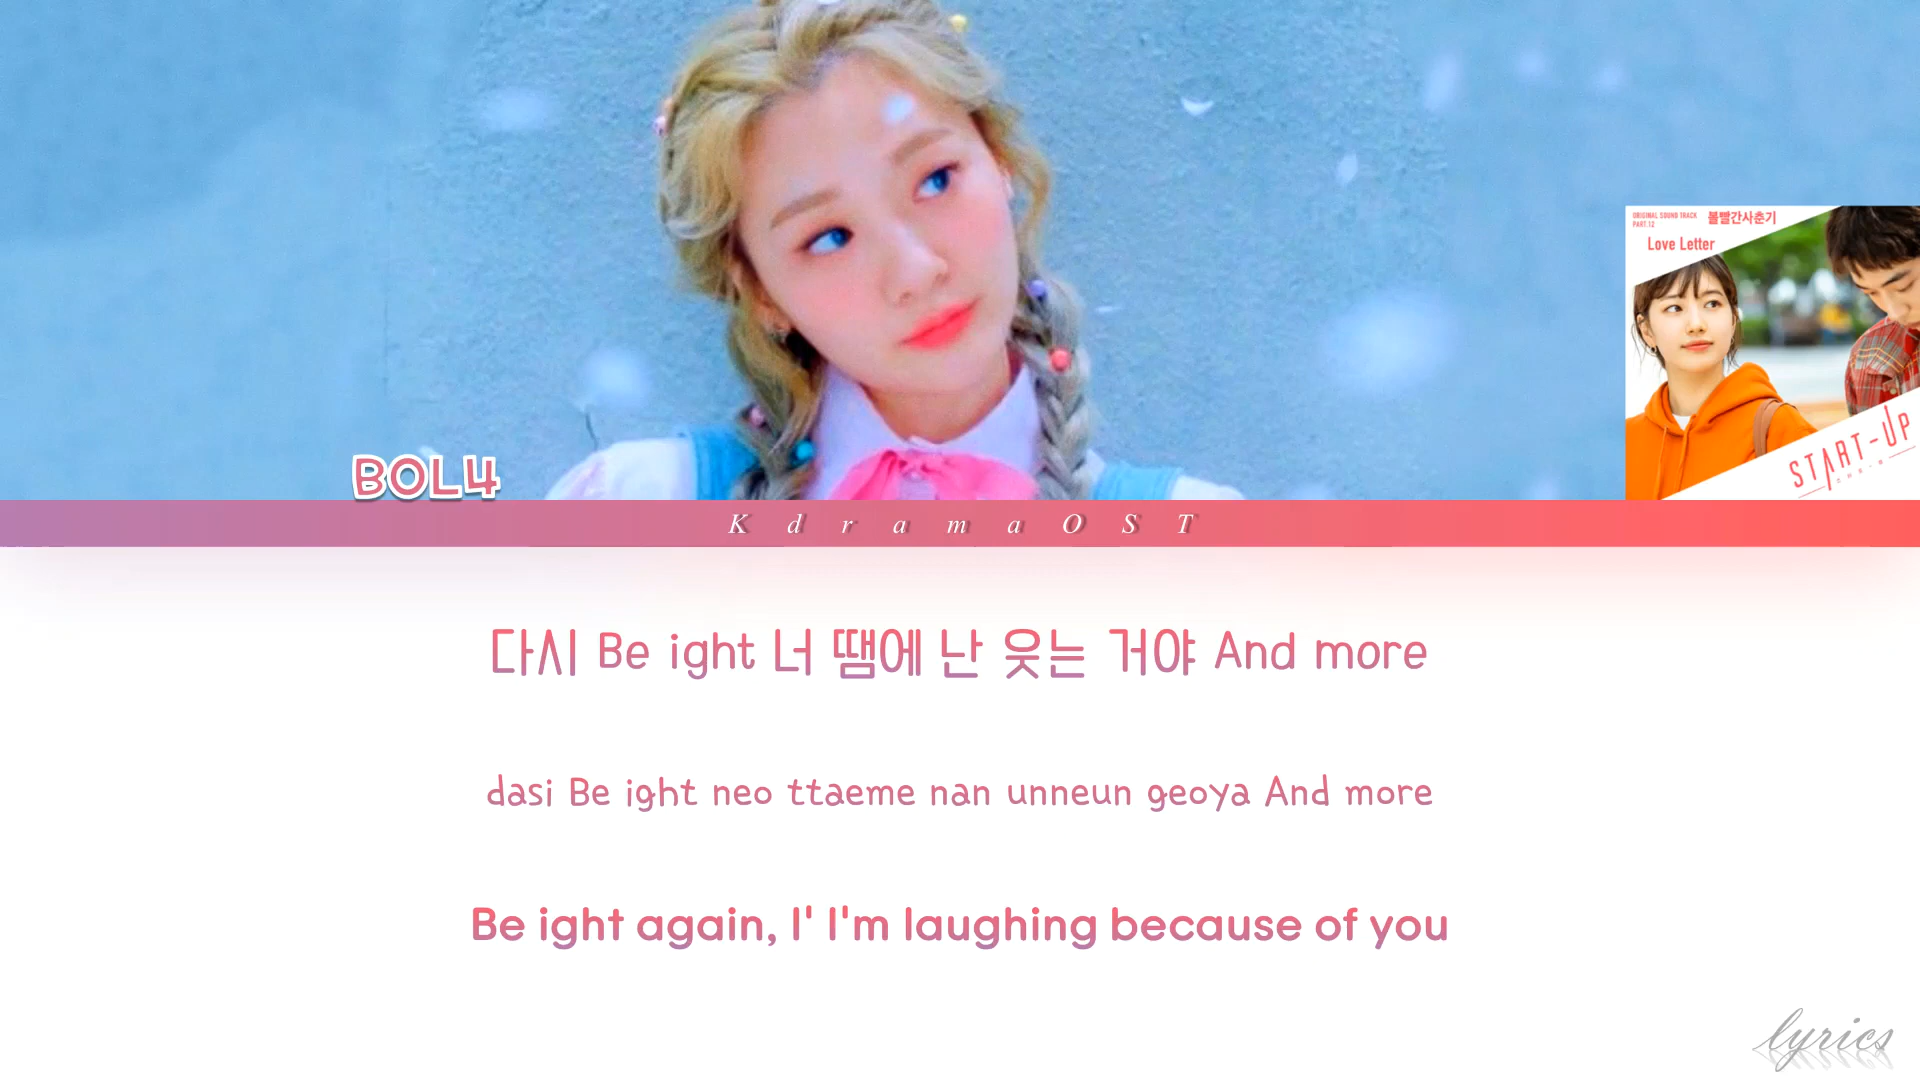 ORIGINAL SOUND TRACK
PART.12
볼빨간사춘기
Love Letter
START-UP
BOL4
KdramaOST
다시 Be ight 너 땜에 난 웃는 거야 And more
dasi Be ight neo ttaeme nan unneun geoya And more
Be ight again, I' I'm laughing because of you
lyrics